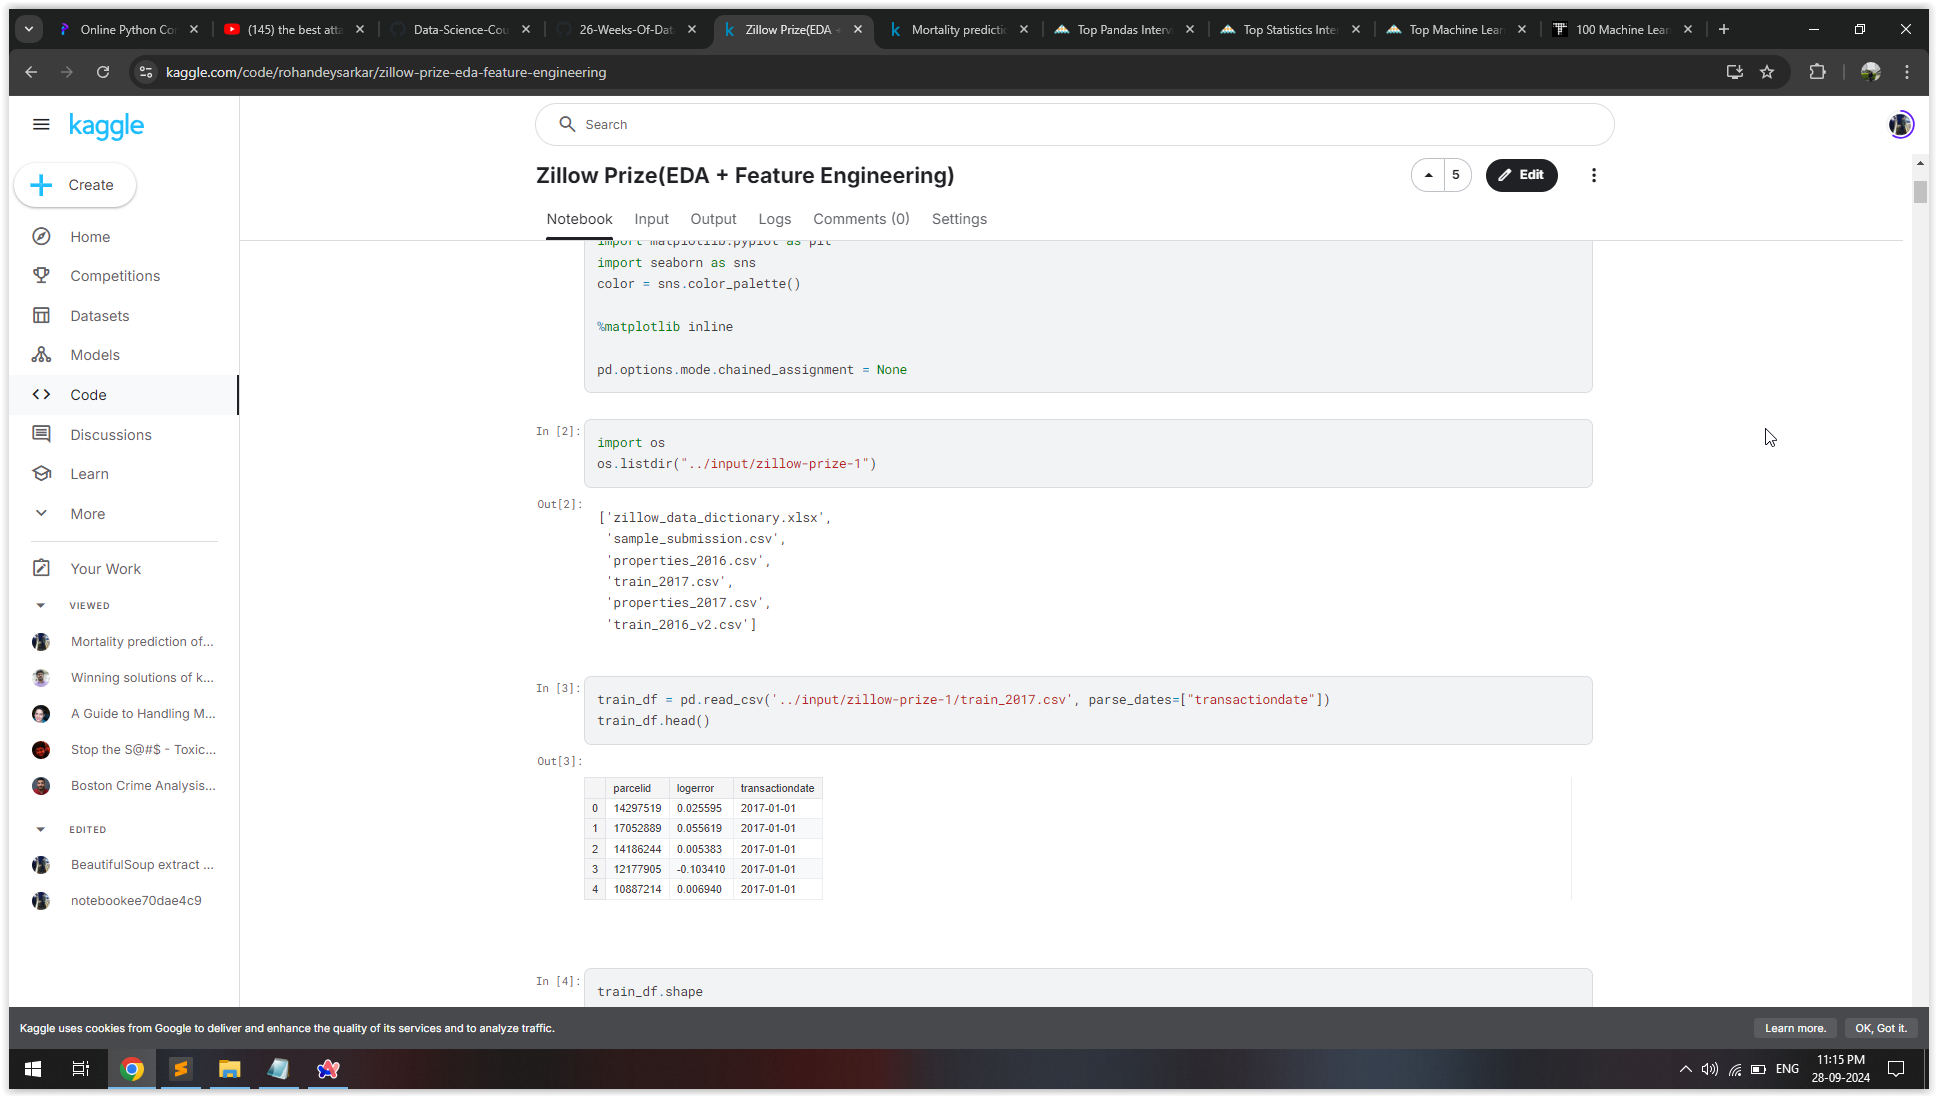 Online Python Co
(145) the best atta
Data-Science-Cou
26-Weeks-Of-Dat
Zillow Prize(EDA +
Mortality predictio
Top Pandas Interv
Top Statistics Inte
Top Machine Lear
100 Machine Lear
kaggle.com/code/rohandeysarkar/zillow-prize-eda-feature-engineering
kaggle
Search
Create
Home
Competitions
Datasets
Models
Code
Discussions
Learn
More
Your Work
VIEWED
Mortality prediction of...
Winning solutions of k...
A Guide to Handling M...
Stop the S@#$ - Toxic...
Boston Crime Analysis...
EDITED
BeautifulSoup extract ...
notebookee70dae4c9
Zillow Prize(EDA + Feature Engineering)
5
Edit
Notebook Input Output Logs Comments (0) Settings
import matplotlib.pyplot as plt
import seaborn as sns
color = sns.color_palette()
%matplotlib inline
pd.options.mode.chained_assignment = None
In [2]:
import os
os.listdir("../input/zillow-prize-1")
Out[2]:
['zillow_data_dictionary.xlsx',
'sample_submission.csv',
'properties_2016.csv',
'train_2017.csv',
'properties_2017.csv',
'train_2016_v2.csv']
In [3]:
train_df = pd.read_csv('../input/zillow-prize-1/train_2017.csv', parse_dates=["transactiondate"])
train_df.head()
Out[3]:
parcelid logerror transactiondate
0 14297519 0.025595 2017-01-01
1 17052889 0.055619 2017-01-01
2 14186244 0.005383 2017-01-01
3 12177905 -0.103410 2017-01-01
4 10887214 0.006940 2017-01-01
In [4]:
train_df.shape
Kaggle uses cookies from Google to deliver and enhance the quality of its services and to analyze traffic.
Learn more.
OK, Got it.
ENG
11:15 PM
28-09-2024